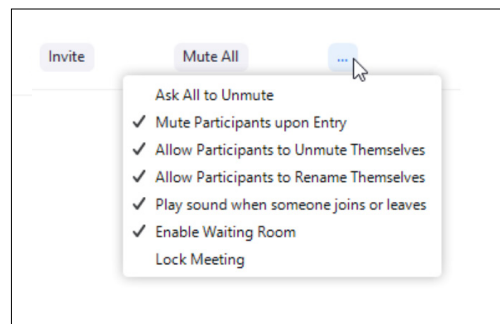 Invite Mute All ...
Ask All to Unmute
✓ Mute Participants upon Entry
✓ Allow Participants to Unmute Themselves
✓ Allow Participants to Rename Themselves
✓ Play sound when someone joins or leaves
✓ Enable Waiting Room
Lock Meeting